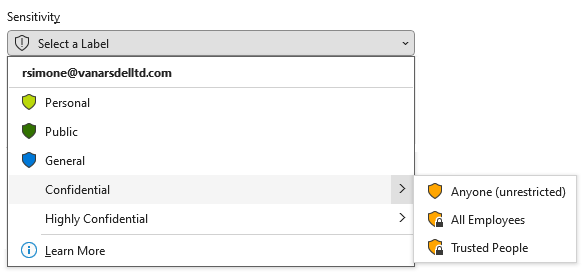 Sensitivity
Select a Label
rsimone@vanarsdelltd.com
Personal
Public
General
Confidential
Anyone (unrestricted)
Highly Confidential
All Employees
Learn More
Trusted People